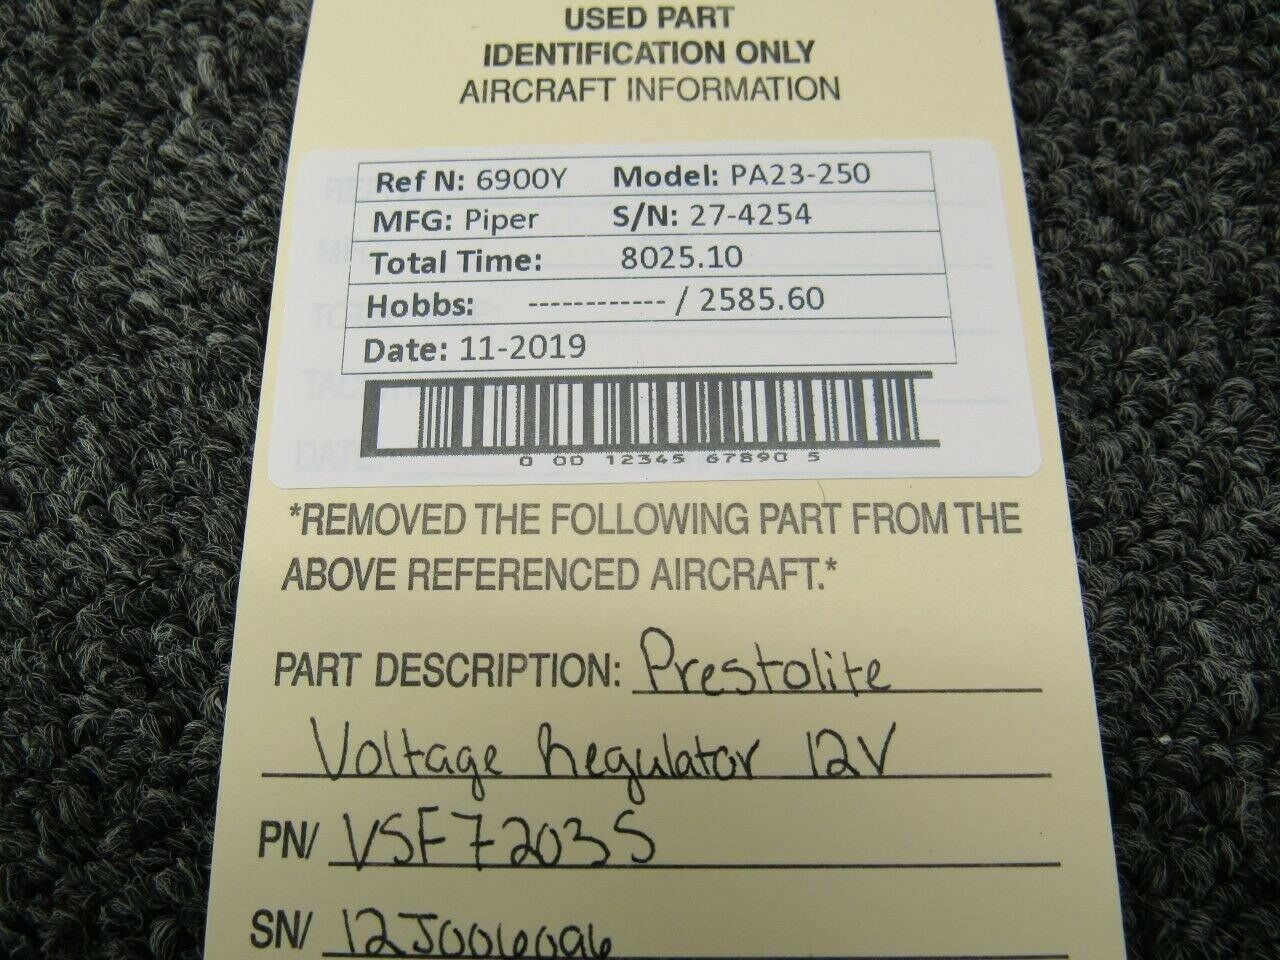 USED PART
IDENTIFICATION ONLY
AIRCRAFT INFORMATION
Ref N: 6900Y Model: PA23-250
MFG: Piper S/N: 27-4254
Total Time: 8025.10
Hobbs: ------------ / 2585.60
Date: 11-2019
0 00 12345 67890 5
*REMOVED THE FOLLOWING PART FROM THE
ABOVE REFERENCED AIRCRAFT.*
PART DESCRIPTION: Prestolite
Voltage Regulator 12V
PN/ VSF7203S
SN/ 12J006096